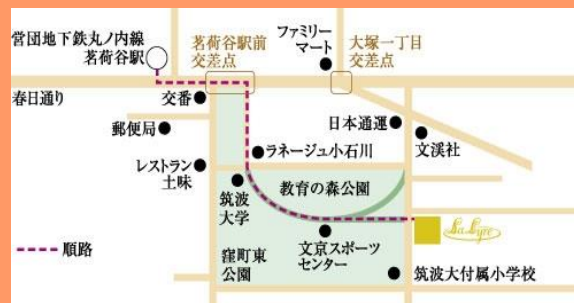 営団地下鉄丸ノ内線
茗荷谷駅
茗荷谷駅前
交差点
ファミリー
マート
大塚一丁目
交差点
春日通り
交番
郵便局
日本通運
文渓社
レストラン
土味
ラネージュ小石川
筑波
大学
教育の森公園
La Lyre
順路
窪町東
公園
文京スポーツ
センター
筑波大付属小学校